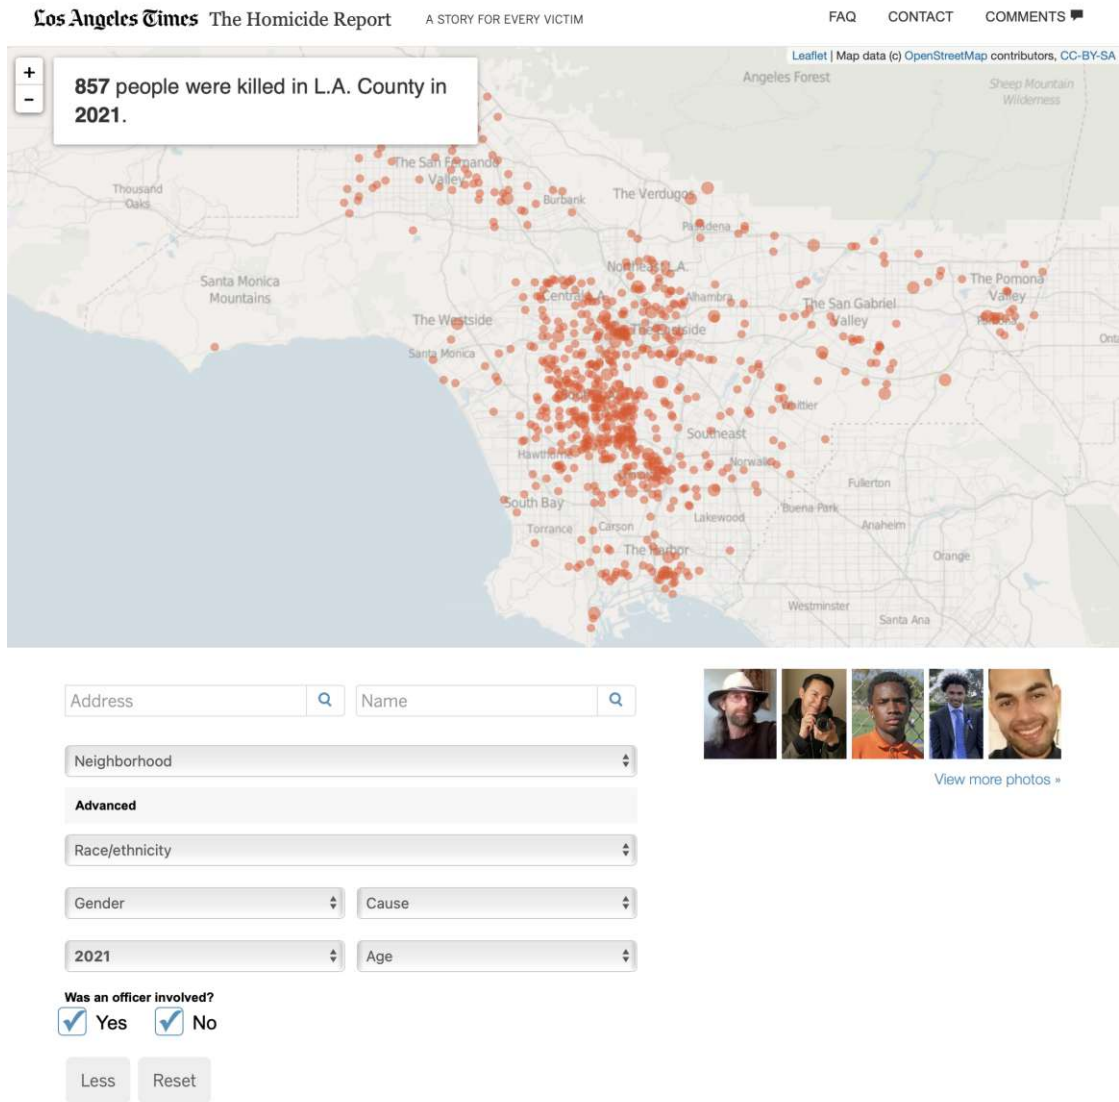 Los Angeles Times The Homicide Report A STORY FOR EVERY VICTIM FAQ CONTACT COMMENTS
Leaflet | Map data (c) OpenStreetMap contributors, CC-BY-SA
+
−
857 people were killed in L.A. County in
2021.
Angeles Forest
Sheep Mountain
Wilderness
The San Fernando
Valley
Thousand
Oaks
Burbank
The Verdugos
Pasadena
Santa Monica
Mountains
Northeast L.A.
The Pomona
Valley
Central L.A.
Alhambra
The San Gabriel
Valley
The Westside
The Eastside
Pomona
Santa Monica
Whittier
Southeast
Hawthorne
Norwalk
Fullerton
South Bay
Buena Park
Lakewood
Torrance
Carson
Anaheim
The Harbor
Orange
Westminster
Santa Ana
Address Name
Neighborhood
View more photos »
Advanced
Race/ethnicity
Gender Cause
2021 Age
Was an officer involved?
Yes No
Less Reset